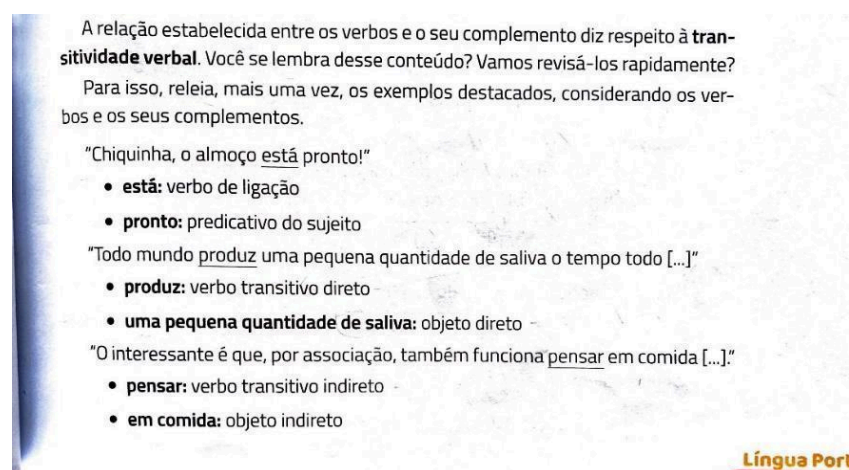 A relação estabelecida entre os verbos e o seu complemento diz respeito à tran-
sitividade verbal. Você se lembra desse conteúdo? Vamos revisá-los rapidamente?
Para isso, releia, mais uma vez, os exemplos destacados, considerando os ver-
bos e os seus complementos.
"Chiquinha, o almoço está pronto!"
• está: verbo de ligação
• pronto: predicativo do sujeito
"Todo mundo produz uma pequena quantidade de saliva o tempo todo [...]"
• produz: verbo transitivo direto
• uma pequena quantidade de saliva: objeto direto
"O interessante é que, por associação, também funciona pensar em comida [...]."
• pensar: verbo transitivo indireto
• em comida: objeto indireto
Língua Port